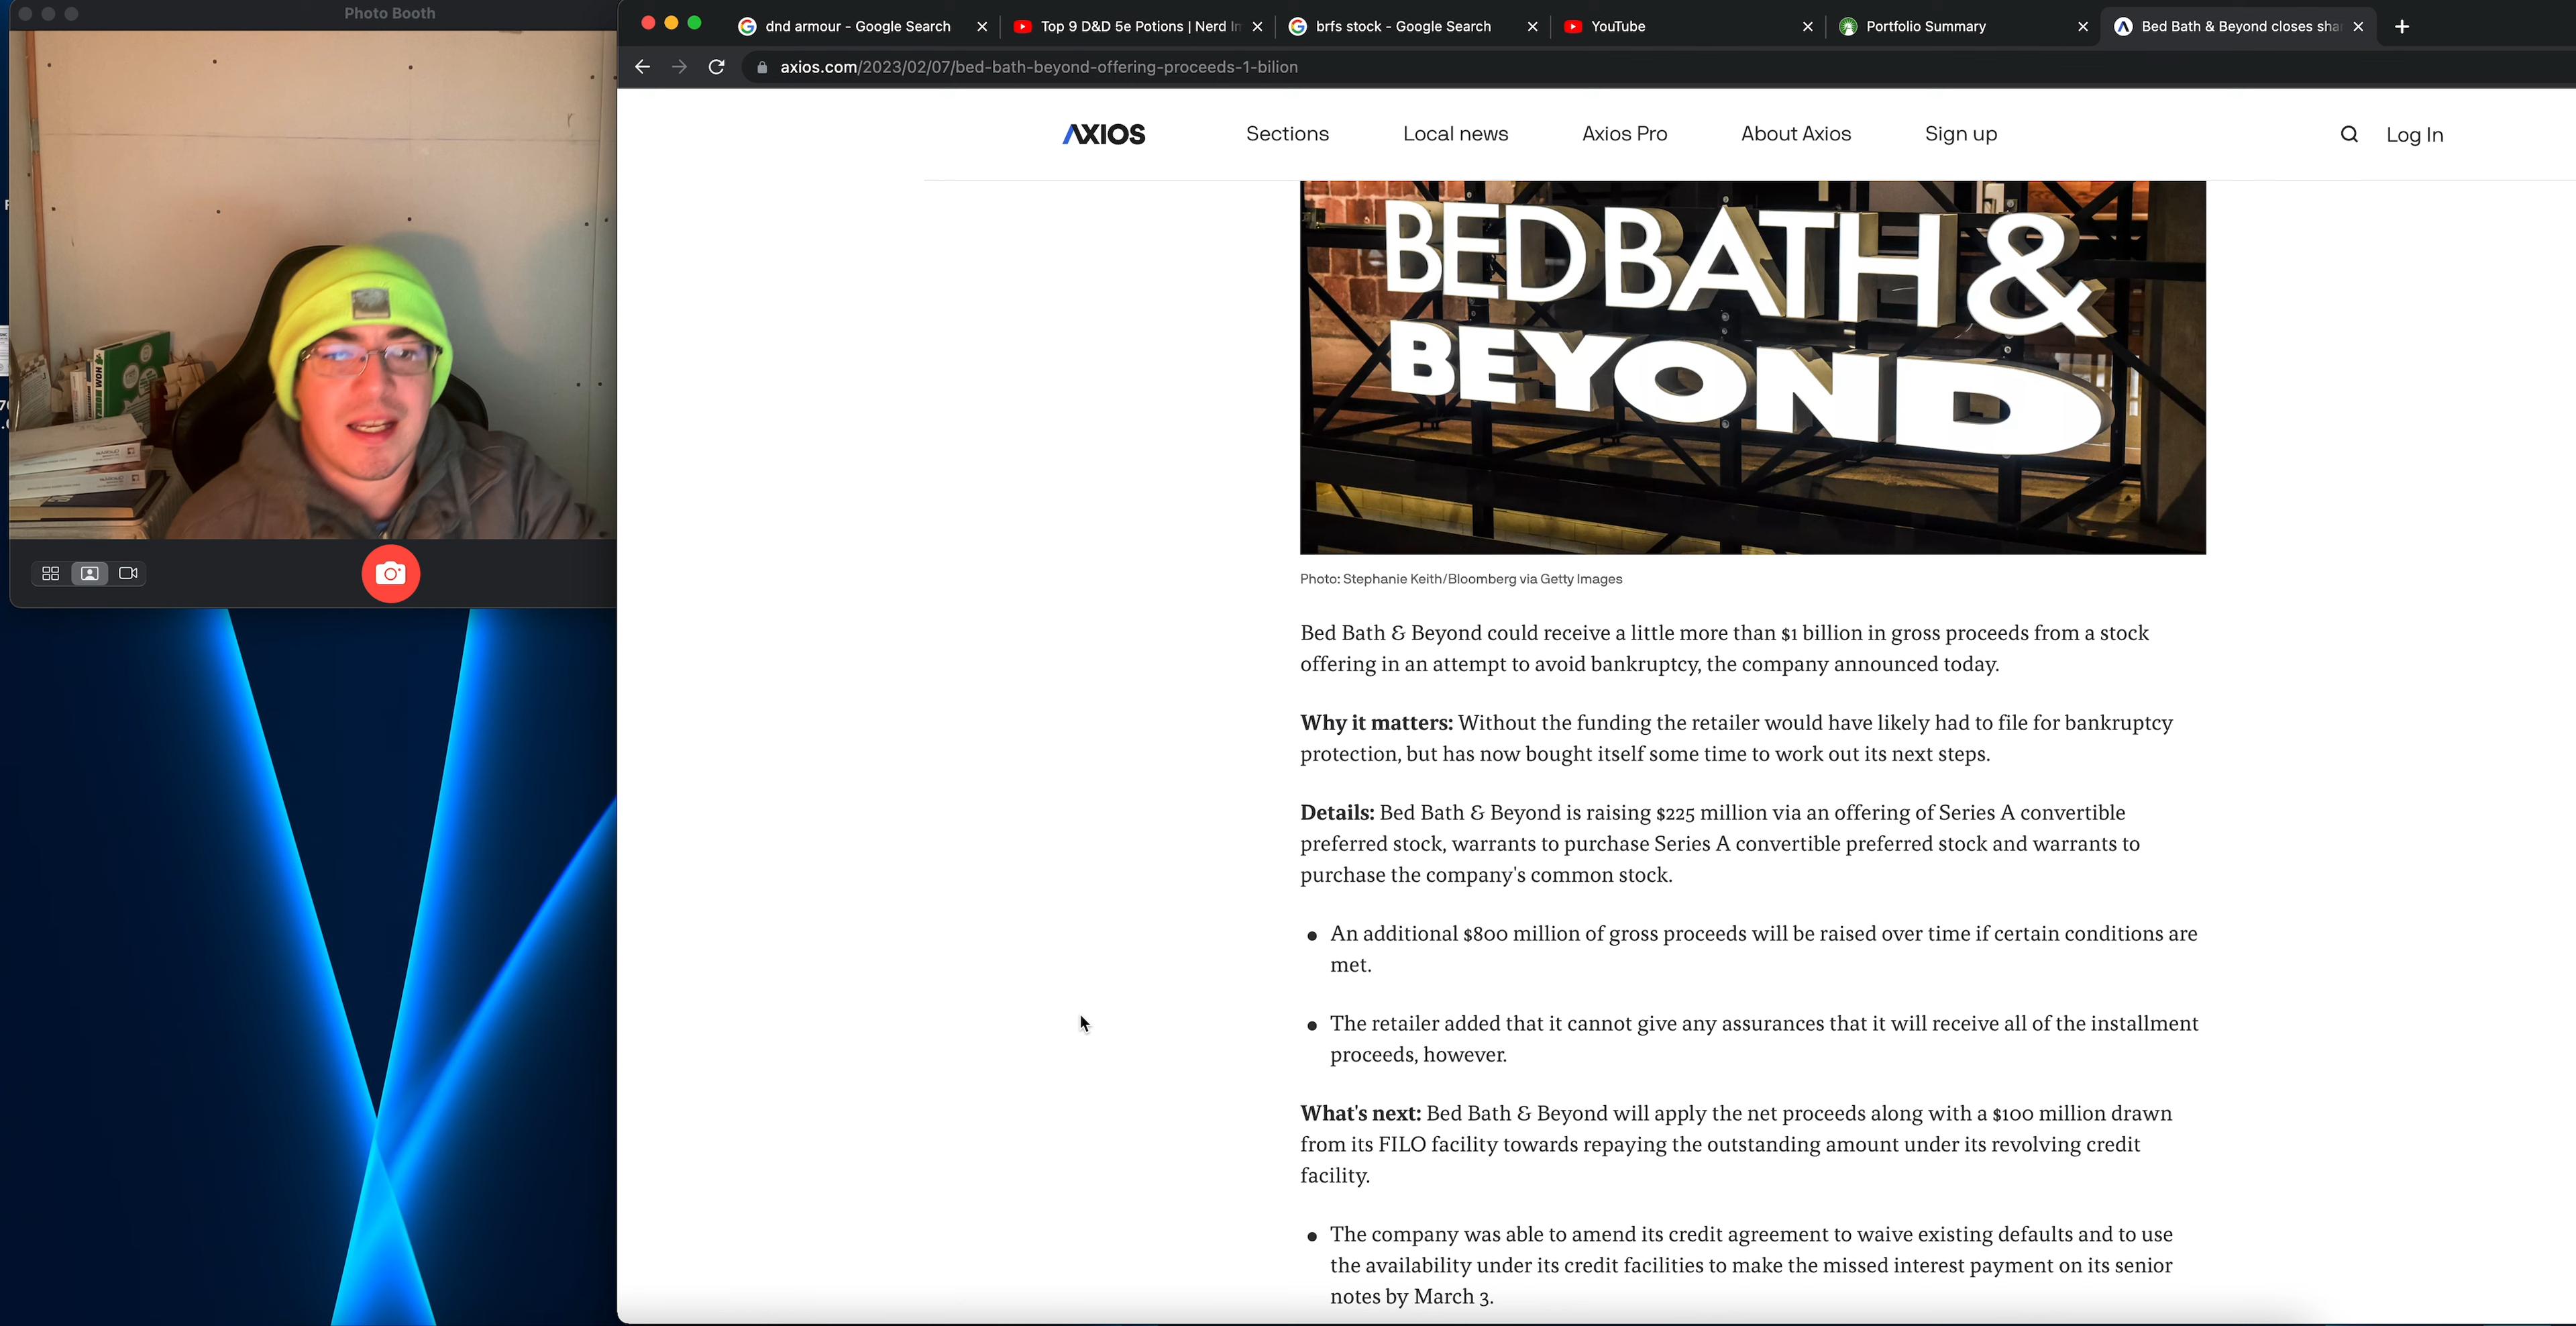 Photo Booth
dnd armour - Google Search
Top 9 D&D 5e Potions | Nerd
brfs stock - Google Search
YouTube
Portfolio Summary
Bed Bath & Beyond closes
axios.com/2023/02/07/bed-bath-beyond-offering-proceeds-1-bilion
AXIOS
Sections
Local news
Axios Pro
About Axios
Sign up
Log In
BED BATH &
BEYOND
Photo: Stephanie Keith/Bloomberg via Getty Images
Bed Bath & Beyond could receive a little more than $1 billion in gross proceeds from a stock
offering in an attempt to avoid bankruptcy, the company announced today.
Why it matters: Without the funding the retailer would have likely had to file for bankruptcy
protection, but has now bought itself some time to work out its next steps.
Details: Bed Bath & Beyond is raising $225 million via an offering of Series A convertible
preferred stock, warrants to purchase Series A convertible preferred stock and warrants to
purchase the company's common stock.
• An additional $800 million of gross proceeds will be raised over time if certain conditions are
met.
• The retailer added that it cannot give any assurances that it will receive all of the installment
proceeds, however.
What's next: Bed Bath & Beyond will apply the net proceeds along with a $100 million drawn
from its FILO facility towards repaying the outstanding amount under its revolving credit
facility.
• The company was able to amend its credit agreement to waive existing defaults and to use
the availability under its credit facilities to make the missed interest payment on its senior
notes by March 3.